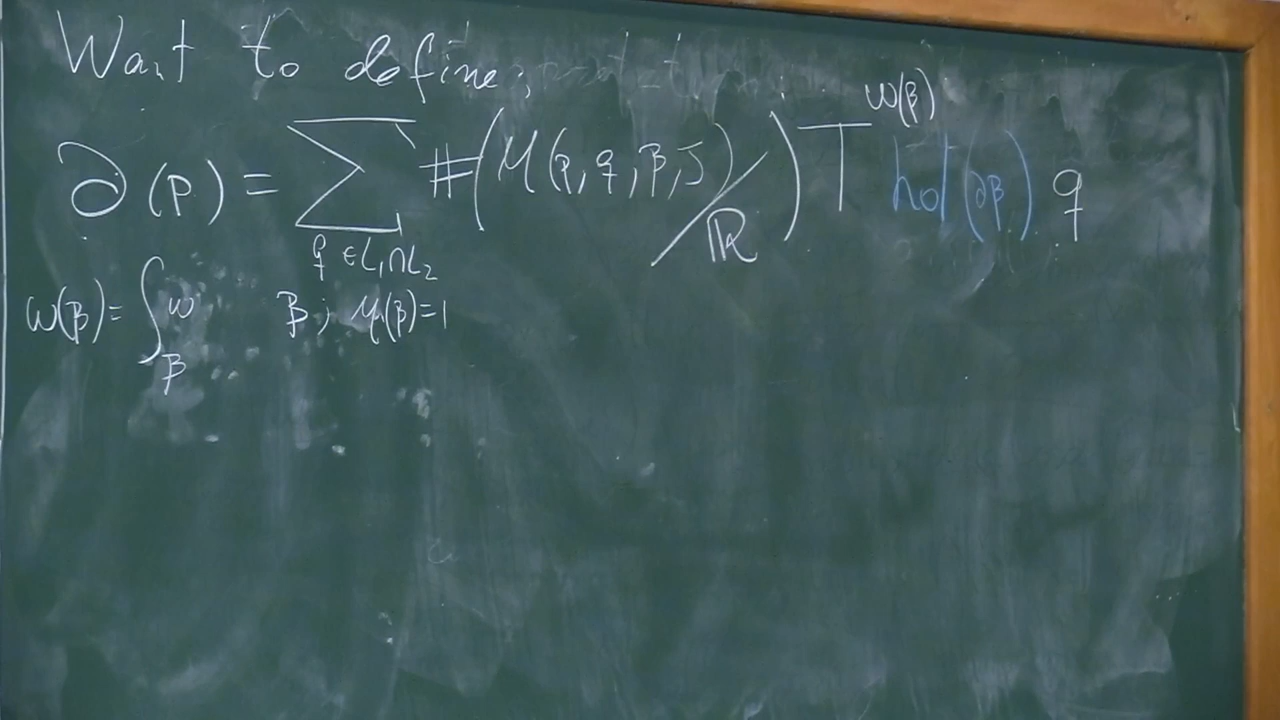 Want to define:
∂(p) = Σ #(M(p,q,β,J)/ℝ) T^ω(β) hol(∂β) q
q ∈ L₁∩L₂
ω(β) = ∫_β ω β; μ(β)=1